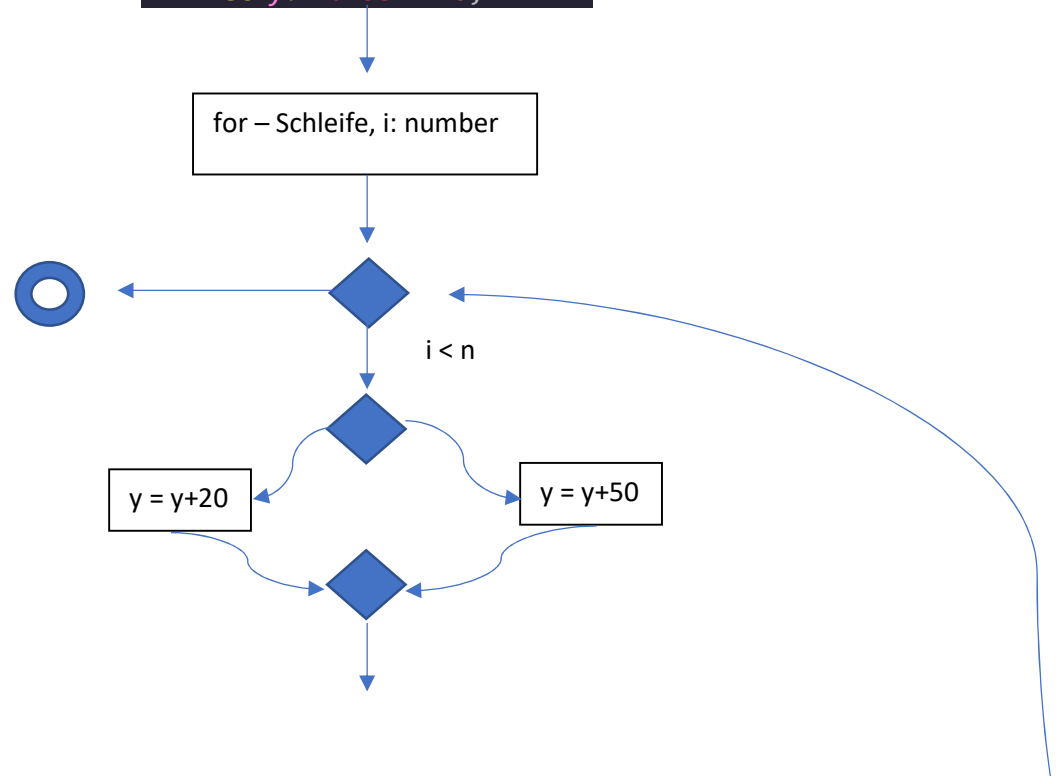 for – Schleife, i: number
i < n
y = y+20
y = y+50